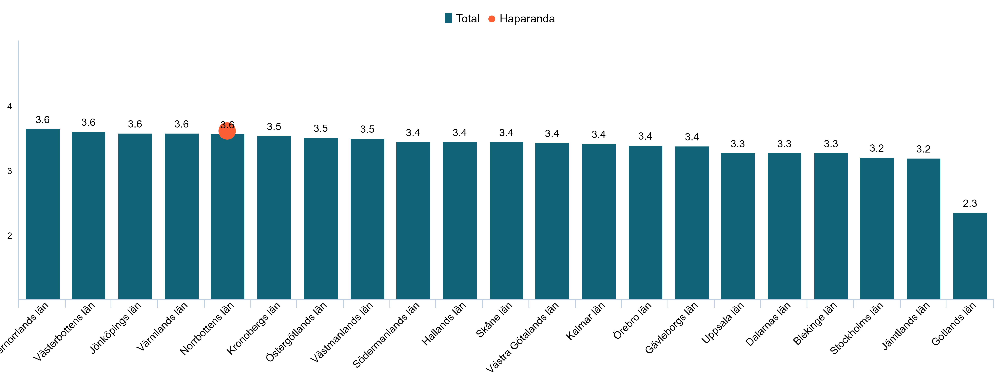 Total Haparanda
4
3
2
3.6 3.6 3.6 3.6 3.6 3.5 3.5 3.5 3.4 3.4 3.4 3.4 3.4 3.4 3.4 3.3 3.3 3.3 3.2 3.2 2.3
ernorrlands län
Västerbottens län
Jönköpings län
Värmlands län
Norrbottens län
Kronobergs län
Östergötlands län
Västmanlands län
Södermanlands län
Hallands län
Skåne län
Västra Götalands län
Kalmar län
Örebro län
Gävleborgs län
Uppsala län
Dalarnas län
Blekinge län
Stockholms län
Jämtlands län
Gotlands län